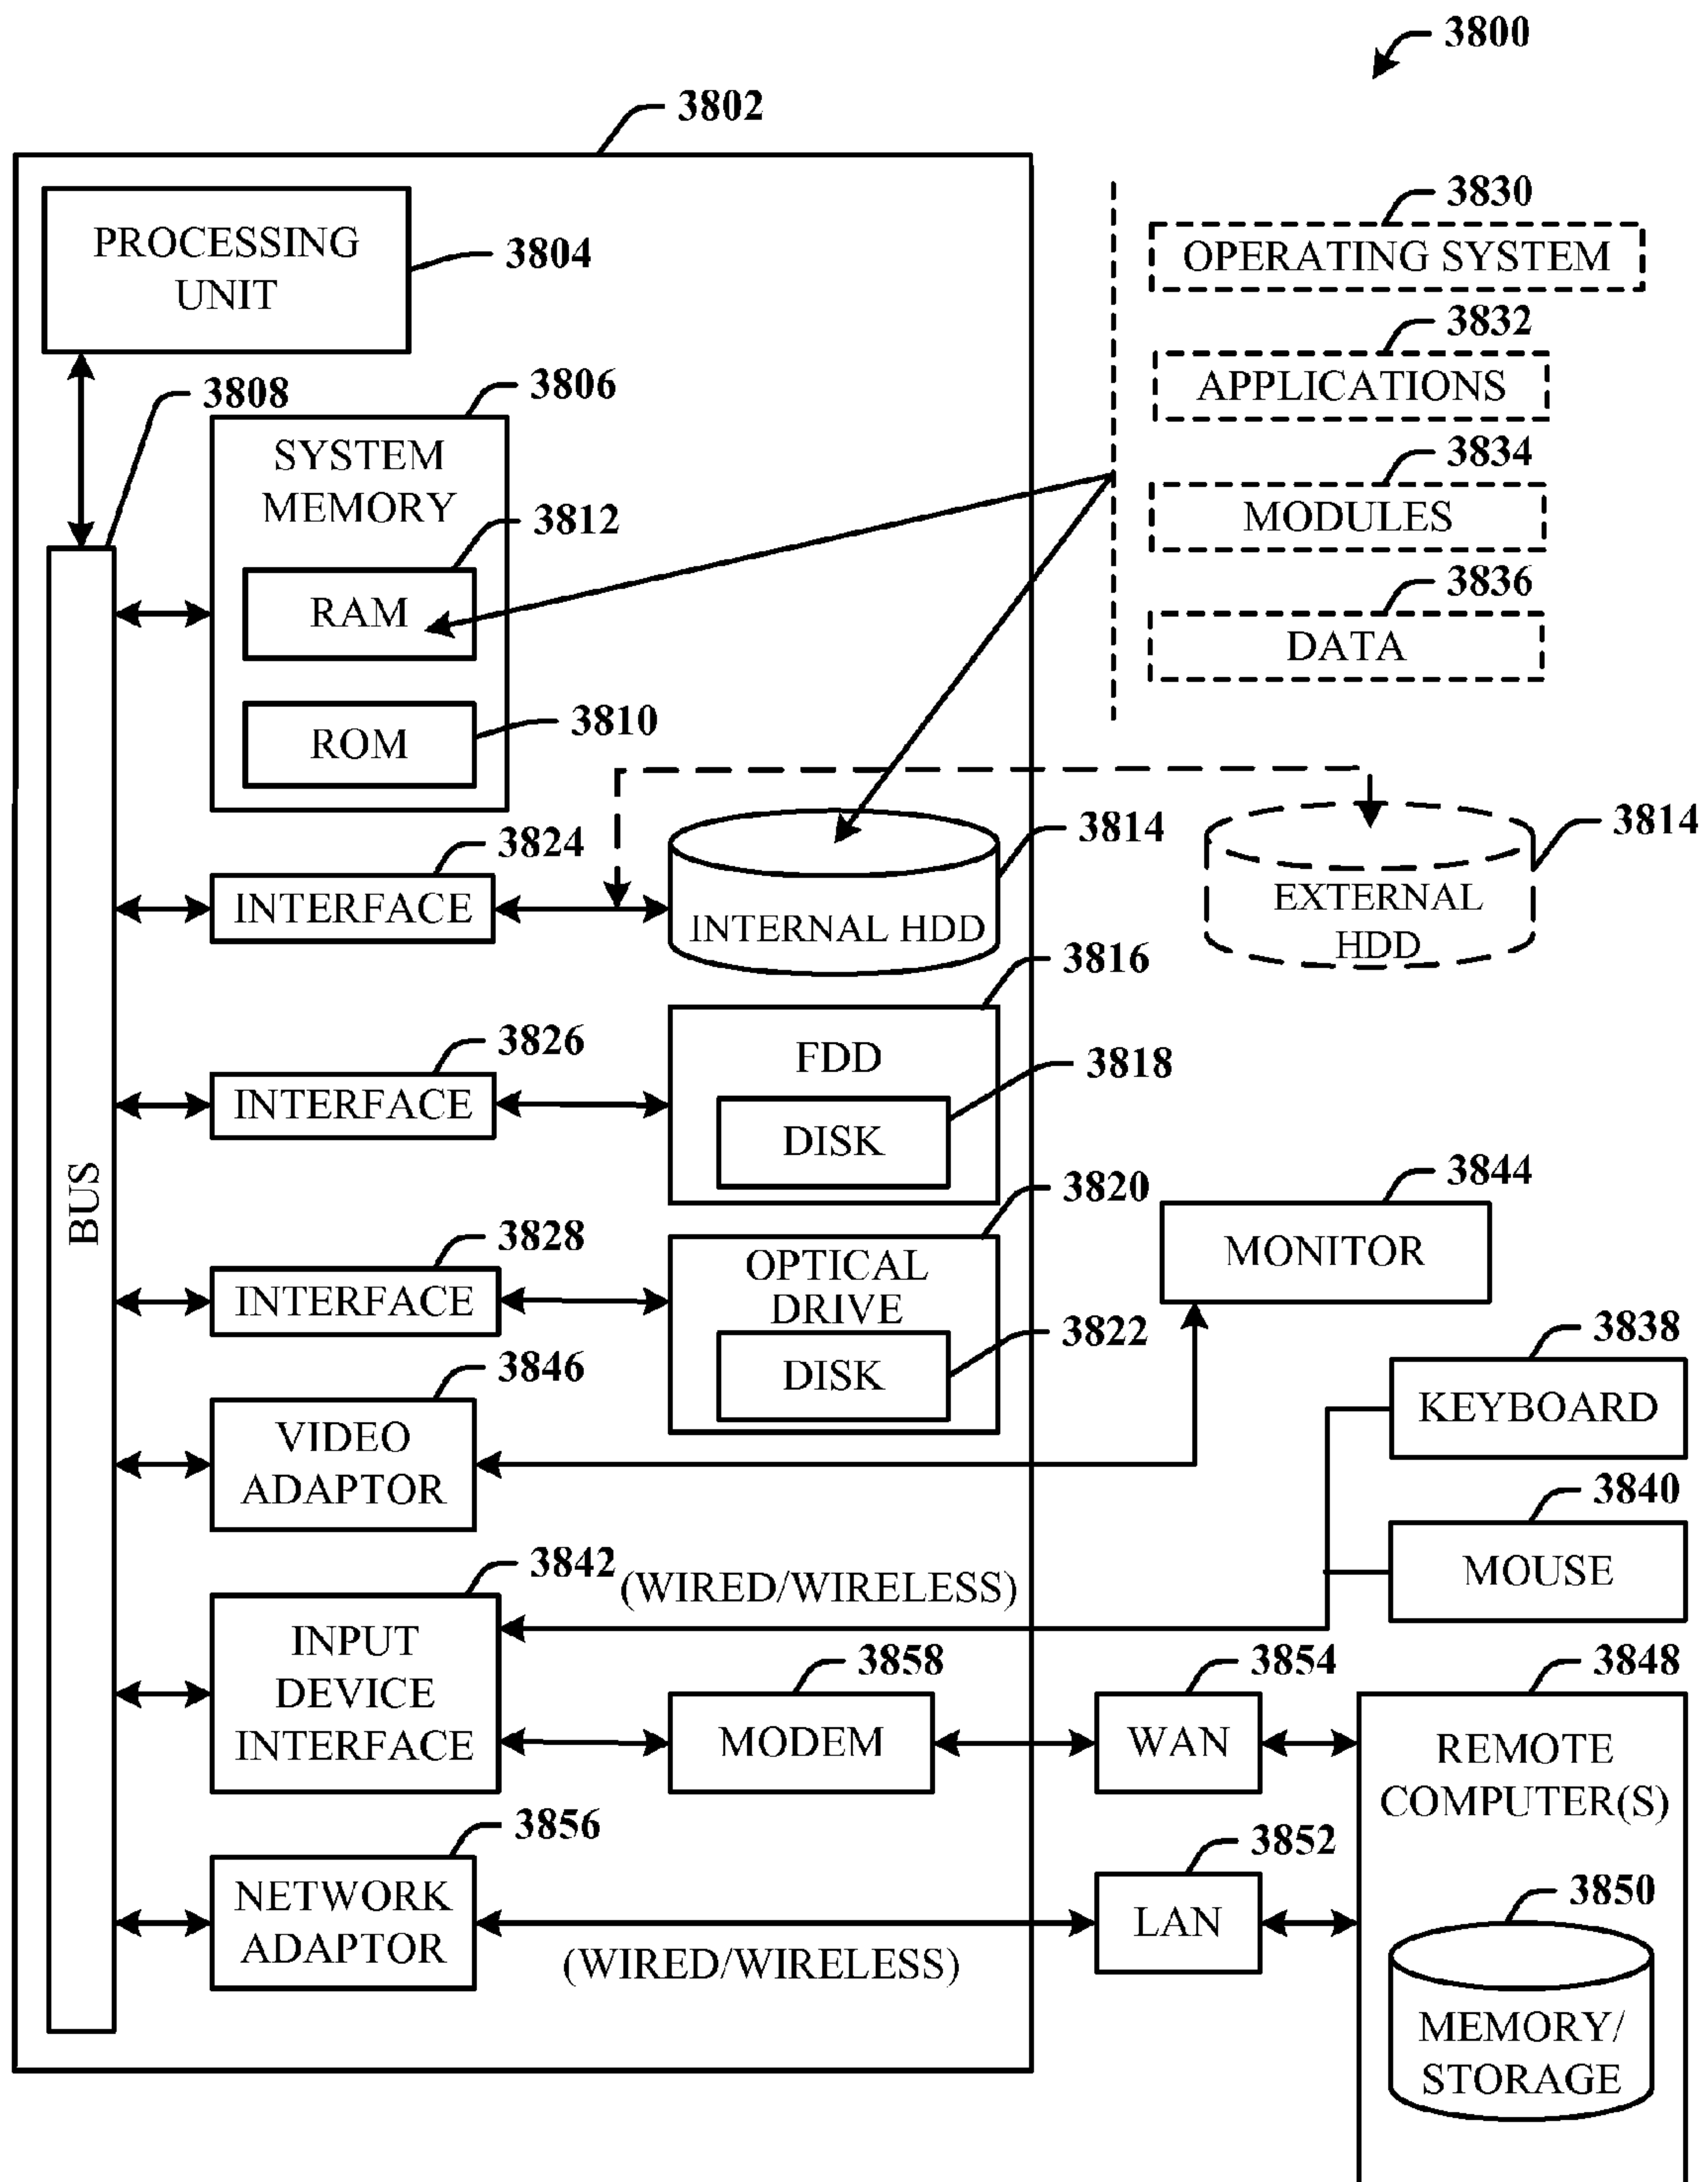 3800
3802
PROCESSING
UNIT
3804
3830
OPERATING SYSTEM
3832
APPLICATIONS
3834
MODULES
3836
DATA
3808
3806
SYSTEM
MEMORY
3812
RAM
3810
ROM
3824
INTERFACE
3814
INTERNAL HDD
3814
EXTERNAL
HDD
3826
INTERFACE
3816
FDD
3818
DISK
BUS
3828
INTERFACE
3820
OPTICAL
DRIVE
3822
DISK
3844
MONITOR
3846
VIDEO
ADAPTOR
3838
KEYBOARD
3840
MOUSE
3842
(WIRED/WIRELESS)
INPUT
DEVICE
INTERFACE
3858
MODEM
3854
WAN
3848
REMOTE
COMPUTER(S)
3856
NETWORK
ADAPTOR
(WIRED/WIRELESS)
3852
LAN
3850
MEMORY/
STORAGE